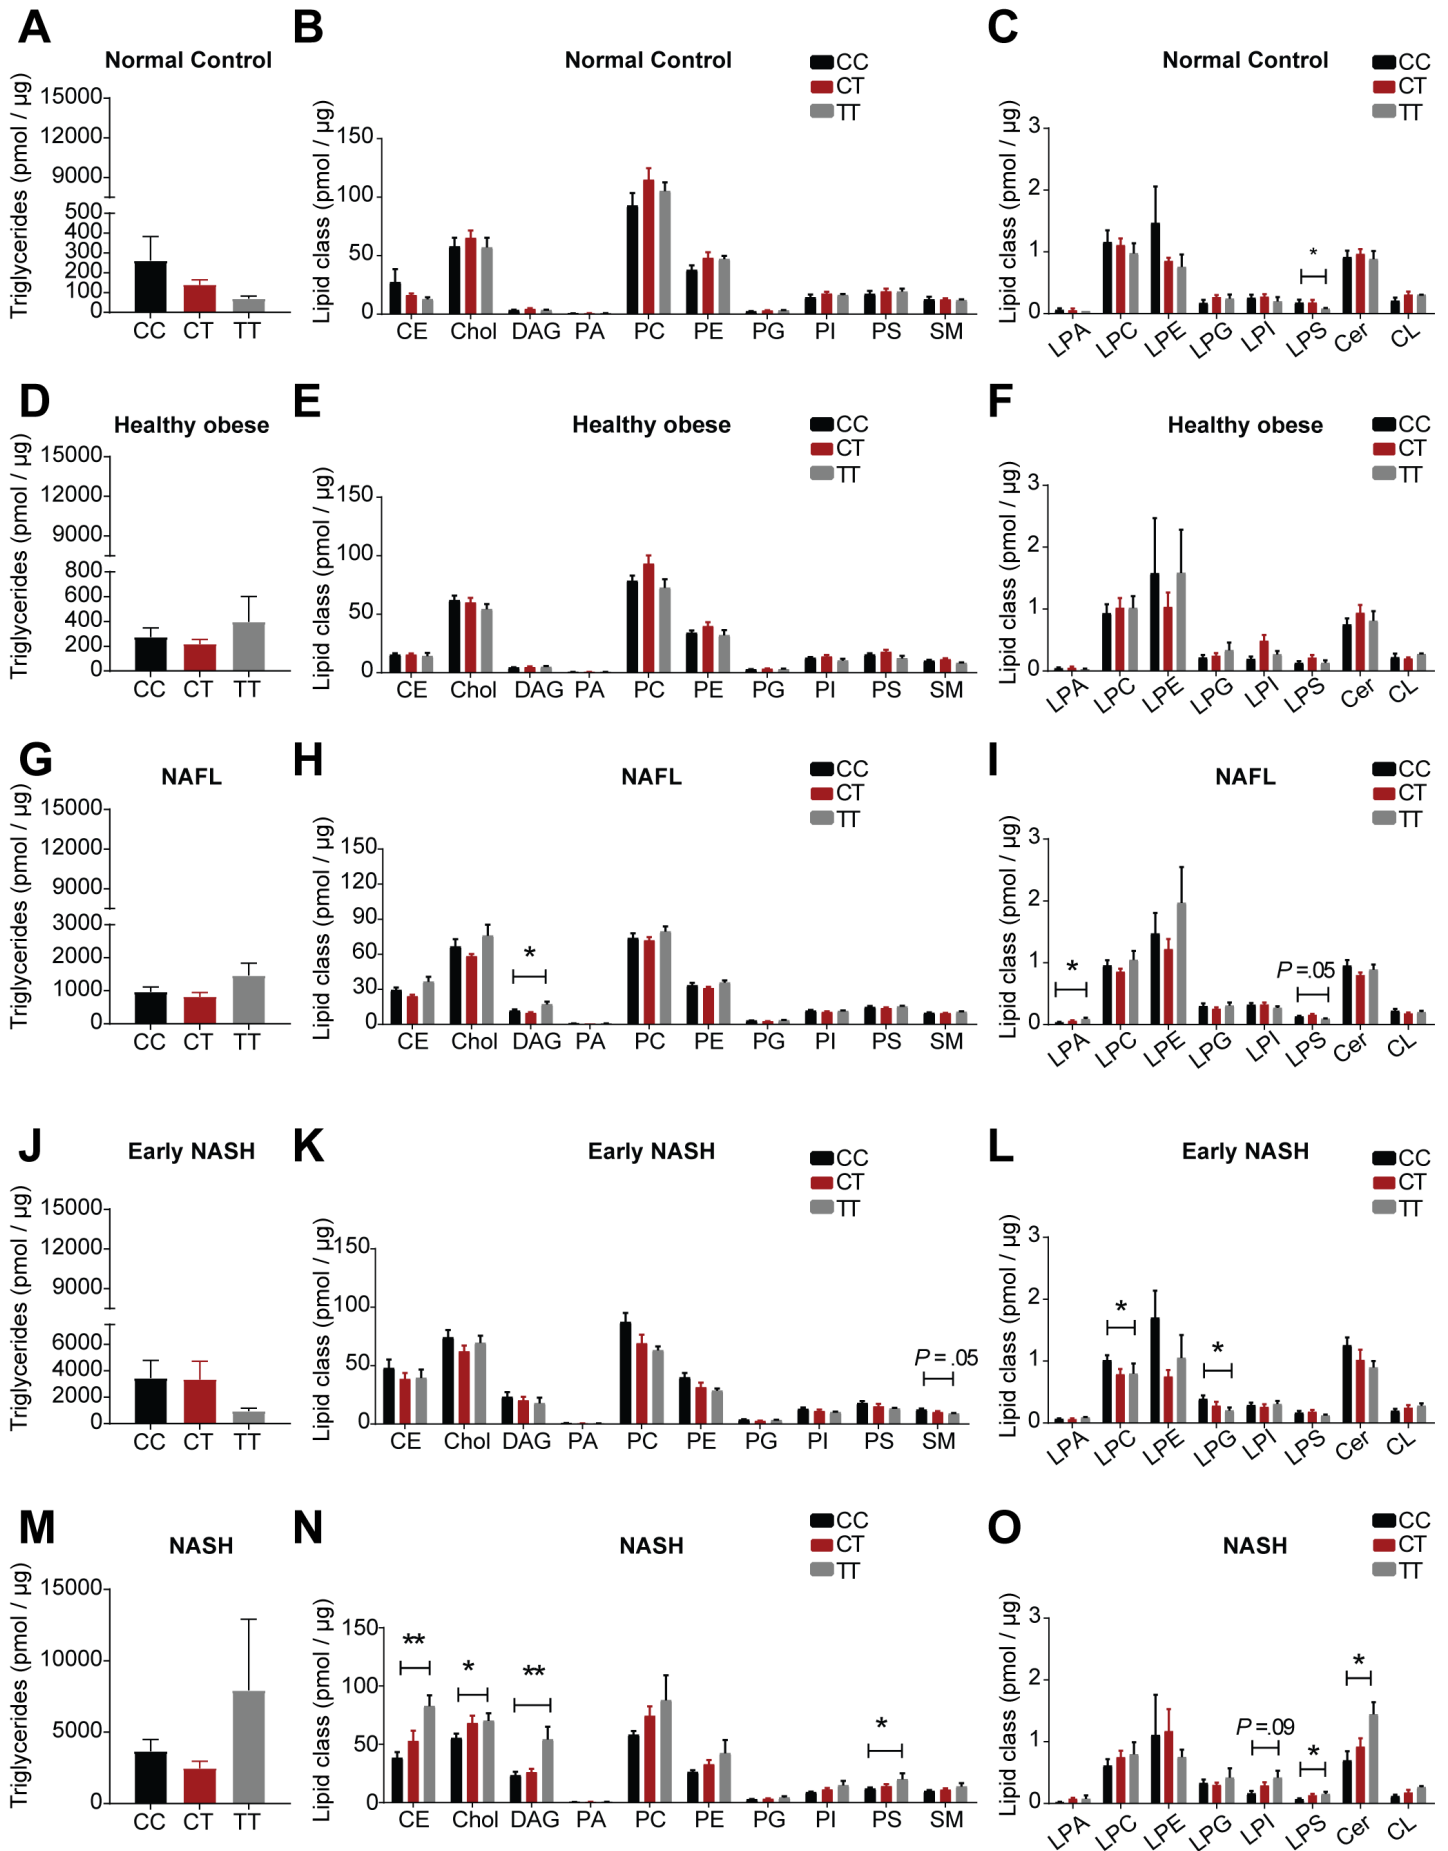 A
Normal Control
Triglycerides (pmol / µg)
15000
12000
9000
500
400
300
200
100
0
CC CT TT
B
Normal Control
CC
CT
TT
Lipid class (pmol / µg)
150
100
50
0
CE Chol DAG PA PC PE PG PI PS SM
C
Normal Control
CC
CT
TT
Lipid class (pmol / µg)
3
2
1
0
*
LPA LPC LPE LPG LPI LPS Cer CL
D
Healthy obese
Triglycerides (pmol / µg)
15000
12000
9000
800
600
400
200
0
CC CT TT
E
Healthy obese
CC
CT
TT
Lipid class (pmol / µg)
150
100
50
0
CE Chol DAG PA PC PE PG PI PS SM
F
Healthy obese
CC
CT
TT
Lipid class (pmol / µg)
3
2
1
0
LPA LPC LPE LPG LPI LPS Cer CL
G
NAFL
Triglycerides (pmol / µg)
15000
12000
9000
3000
2000
1000
0
CC CT TT
H
NAFL
CC
CT
TT
Lipid class (pmol / µg)
150
120
90
60
30
0
*
CE Chol DAG PA PC PE PG PI PS SM
I
NAFL
CC
CT
TT
Lipid class (pmol / µg)
3
2
1
0
*
P =.05
LPA LPC LPE LPG LPI LPS Cer CL
J
Early NASH
Triglycerides (pmol / µg)
15000
12000
9000
6000
4000
2000
0
CC CT TT
K
Early NASH
CC
CT
TT
Lipid class (pmol / µg)
150
100
50
0
P = .05
CE Chol DAG PA PC PE PG PI PS SM
L
Early NASH
CC
CT
TT
Lipid class (pmol / µg)
3
2
1
0
*
*
LPA LPC LPE LPG LPI LPS Cer CL
M
NASH
Triglycerides (pmol / µg)
15000
10000
5000
0
CC CT TT
N
NASH
CC
CT
TT
Lipid class (pmol / µg)
150
100
50
0
** * ** *
CE Chol DAG PA PC PE PG PI PS SM
O
NASH
CC
CT
TT
Lipid class (pmol / µg)
3
2
1
0
P =.09
*
*
LPA LPC LPE LPG LPI LPS Cer CL